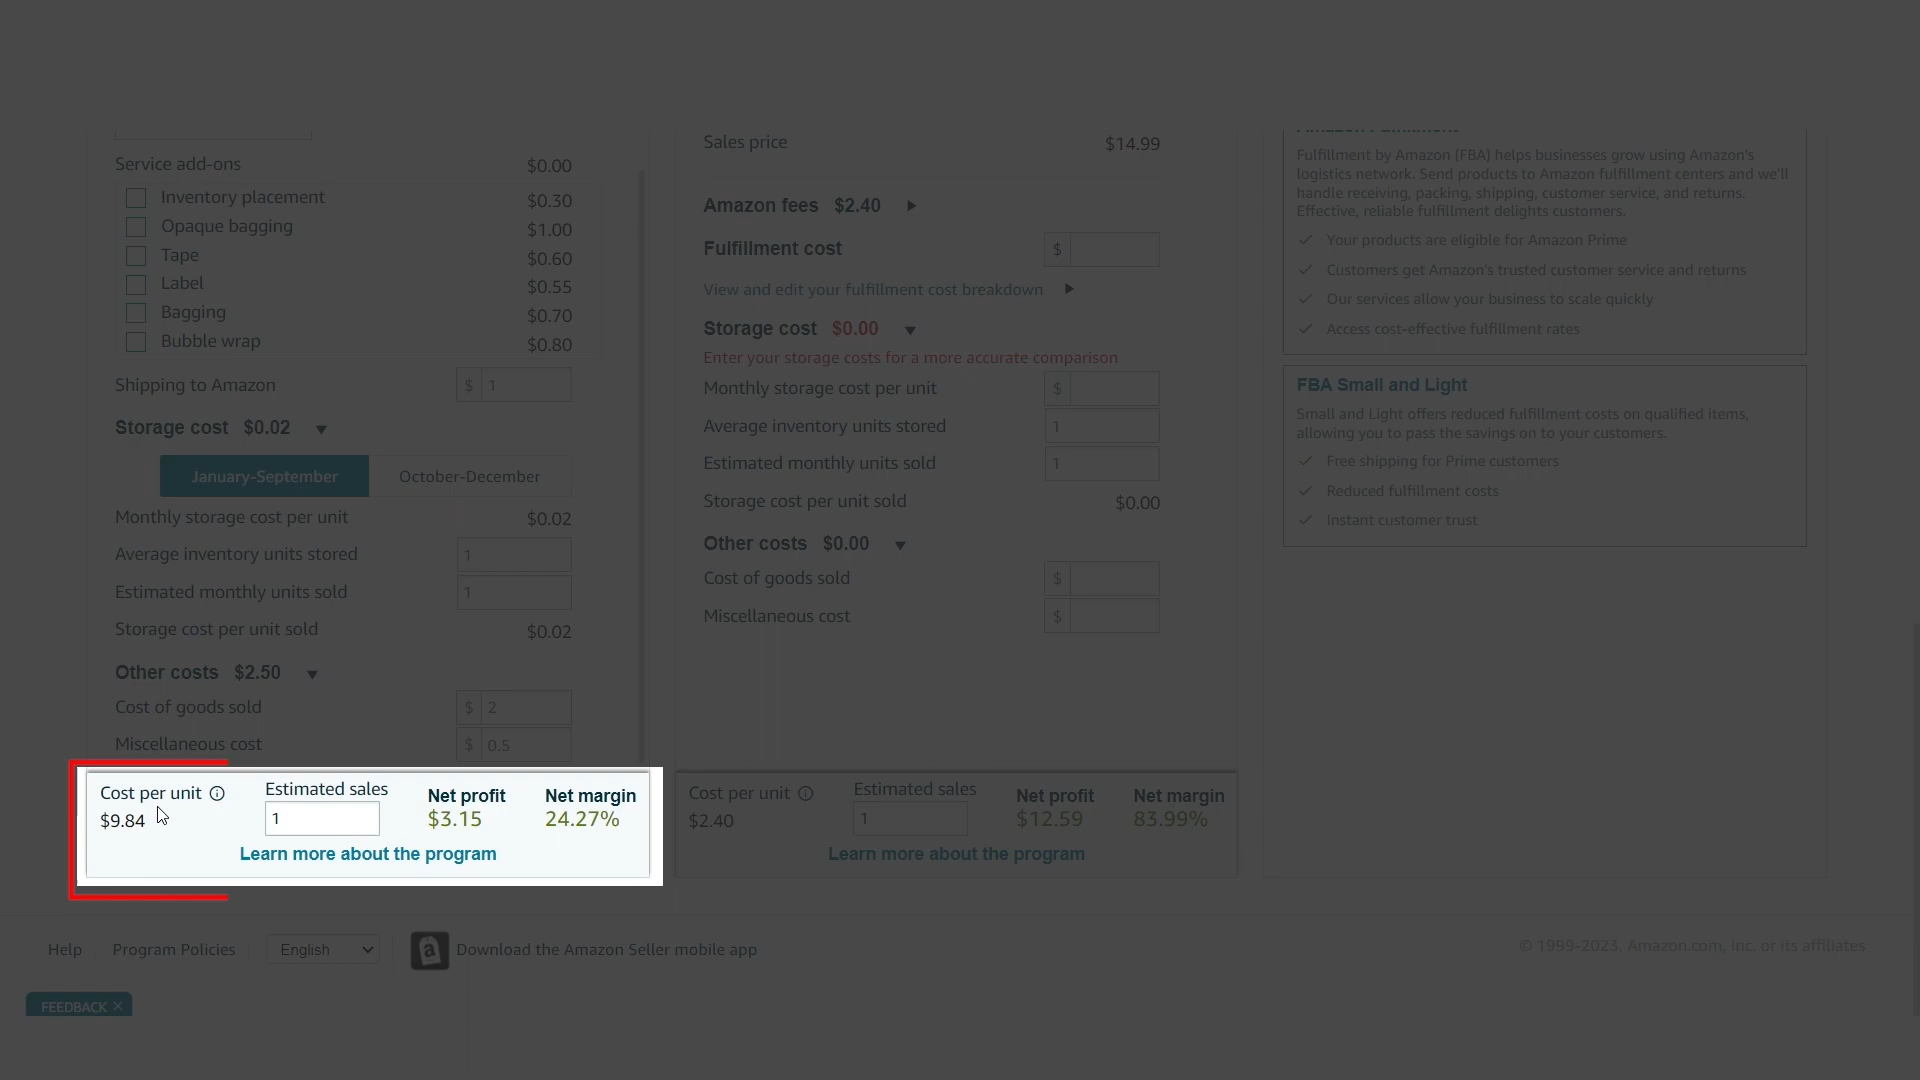 Service add-ons $0.00
Inventory placement $0.30
Opaque bagging $1.00
Tape $0.60
Label $0.55
Bagging $0.70
Bubble wrap $0.80
Shipping to Amazon $ 1
Storage cost $0.02
January-September October-December
Monthly storage cost per unit $0.02
Average inventory units stored 1
Estimated monthly units sold 1
Storage cost per unit sold $0.02
Other costs $2.50
Cost of goods sold $ 2
Miscellaneous cost $ 0.5
Cost per unit Estimated sales Net profit Net margin
$9.84 1 $3.15 24.27%
Learn more about the program
Sales price $14.99
Amazon fees $2.40
Fulfillment cost $
View and edit your fulfillment cost breakdown
Storage cost $0.00
Enter your storage costs for a more accurate comparison
Monthly storage cost per unit $
Average inventory units stored 1
Estimated monthly units sold 1
Storage cost per unit sold $0.00
Other costs $0.00
Cost of goods sold $
Miscellaneous cost $
Cost per unit Estimated sales Net profit Net margin
$2.40 1 $12.59 83.99%
Learn more about the program
Fulfillment by Amazon (FBA) helps businesses grow using Amazon's
logistics network. Send products to Amazon fulfillment centers and we'll
handle receiving, packing, shipping, customer service, and returns.
Effective, reliable fulfillment delights customers.
Your products are eligible for Amazon Prime
Customers get Amazon's trusted customer service and returns
Our services allow your business to scale quickly
Access cost-effective fulfillment rates
FBA Small and Light
Small and Light offers reduced fulfillment costs on qualified items,
allowing you to pass the savings on to your customers.
Free shipping for Prime customers
Reduced fulfillment costs
Instant customer trust
Help Program Policies English Download the Amazon Seller mobile app
© 1999-2023, Amazon.com, Inc. or its affiliates
FEEDBACK